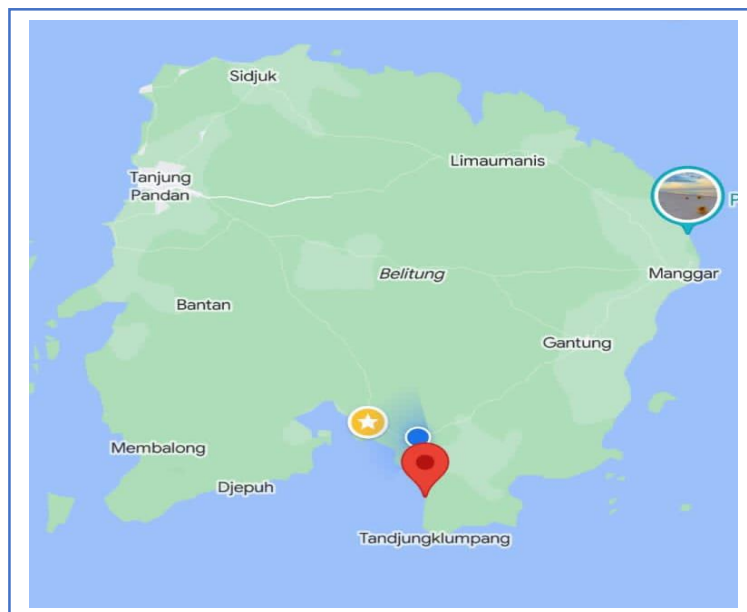 Sidjuk
Limaumanis
Tanjung
Pandan
P
Belitung
Manggar
Bantan
Gantung
Membalong
Djepuh
Tandjungklumpang